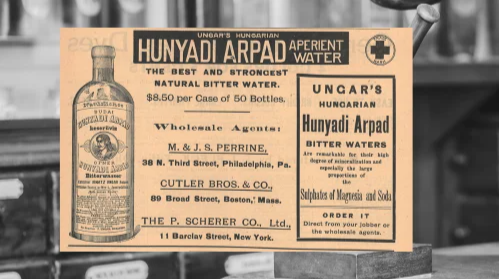 UNGAR'S HUNGARIAN
HUNYADI ARPAD APERIENT WATER
THE BEST AND STRONGEST
NATURAL BITTER WATER.
$8.50 per Case of 50 Bottles.
Wholesale Agents:
M. & J. S. PERRINE,
38 N. Third Street, Philadelphia, Pa.
CUTLER BROS. & CO.,
89 Broad Street, Boston, Mass.
THE P. SCHERER CO., Ltd.,
11 Barclay Street, New York.
UNGAR'S
HUNGARIAN
Hunyadi Arpad
BITTER WATERS
Are remarkable for their high
degree of mineralisation and
especially the large
proportions of
the
Sulphates of Magnesia and Soda
ORDER IT
Direct from your jobber or
the wholesale agents.
HUNYADI ARPAD
Bitterwasser